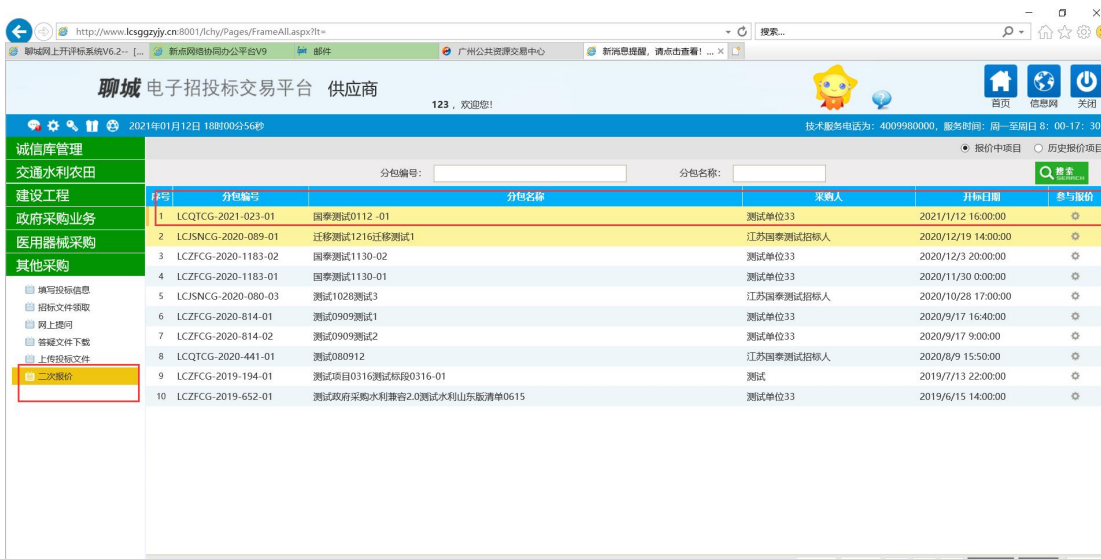 http://www.lcsggzyjy.cn:8001/lchy/Pages/FrameAll.aspx?lt=
搜索...
聊城网上开评标系统V6.2-- [... 新点网络协同办公平台V9 邮件 广州公共资源交易中心 新消息提醒，请点击查看！ ...
聊城 电子招投标交易平台 供应商
123 ，欢迎您!
首页 信息网 关闭
2021年01月12日 18时00分56秒
技术服务电话为：4009980000，服务时间：周一至周日 8：00-17：30
诚信库管理
报价中项目 历史报价项目
交通水利农田
分包编号：
分包名称：
搜索
SEARCH
建设工程
政府采购业务
医用器械采购
其他采购
填写投标信息
招标文件领取
网上提问
答疑文件下载
上传投标文件
二次报价
序号 分包编号 分包名称 采购人 开标日期 参与报价
1 LCQTCG-2021-023-01 国泰测试0112 -01 测试单位33 2021/1/12 16:00:00
2 LCJSNCG-2020-089-01 迁移测试1216迁移测试1 江苏国泰测试招标人 2020/12/19 14:00:00
3 LCZFCG-2020-1183-02 国泰测试1130-02 测试单位33 2020/12/3 20:00:00
4 LCZFCG-2020-1183-01 国泰测试1130-01 测试单位33 2020/11/30 0:00:00
5 LCJSNCG-2020-080-03 测试1028测试3 江苏国泰测试招标人 2020/10/28 17:00:00
6 LCZFCG-2020-814-01 测试0909测试1 测试单位33 2020/9/17 16:40:00
7 LCZFCG-2020-814-02 测试0909测试2 测试单位33 2020/9/17 9:00:00
8 LCQTCG-2020-441-01 测试080912 江苏国泰测试招标人 2020/8/9 15:50:00
9 LCZFCG-2019-194-01 测试项目0316测试标段0316-01 测试 2019/7/13 22:00:00
10 LCZFCG-2019-652-01 测试政府采购水利兼容2.0测试水利山东版清单0615 测试单位33 2019/6/15 14:00:00